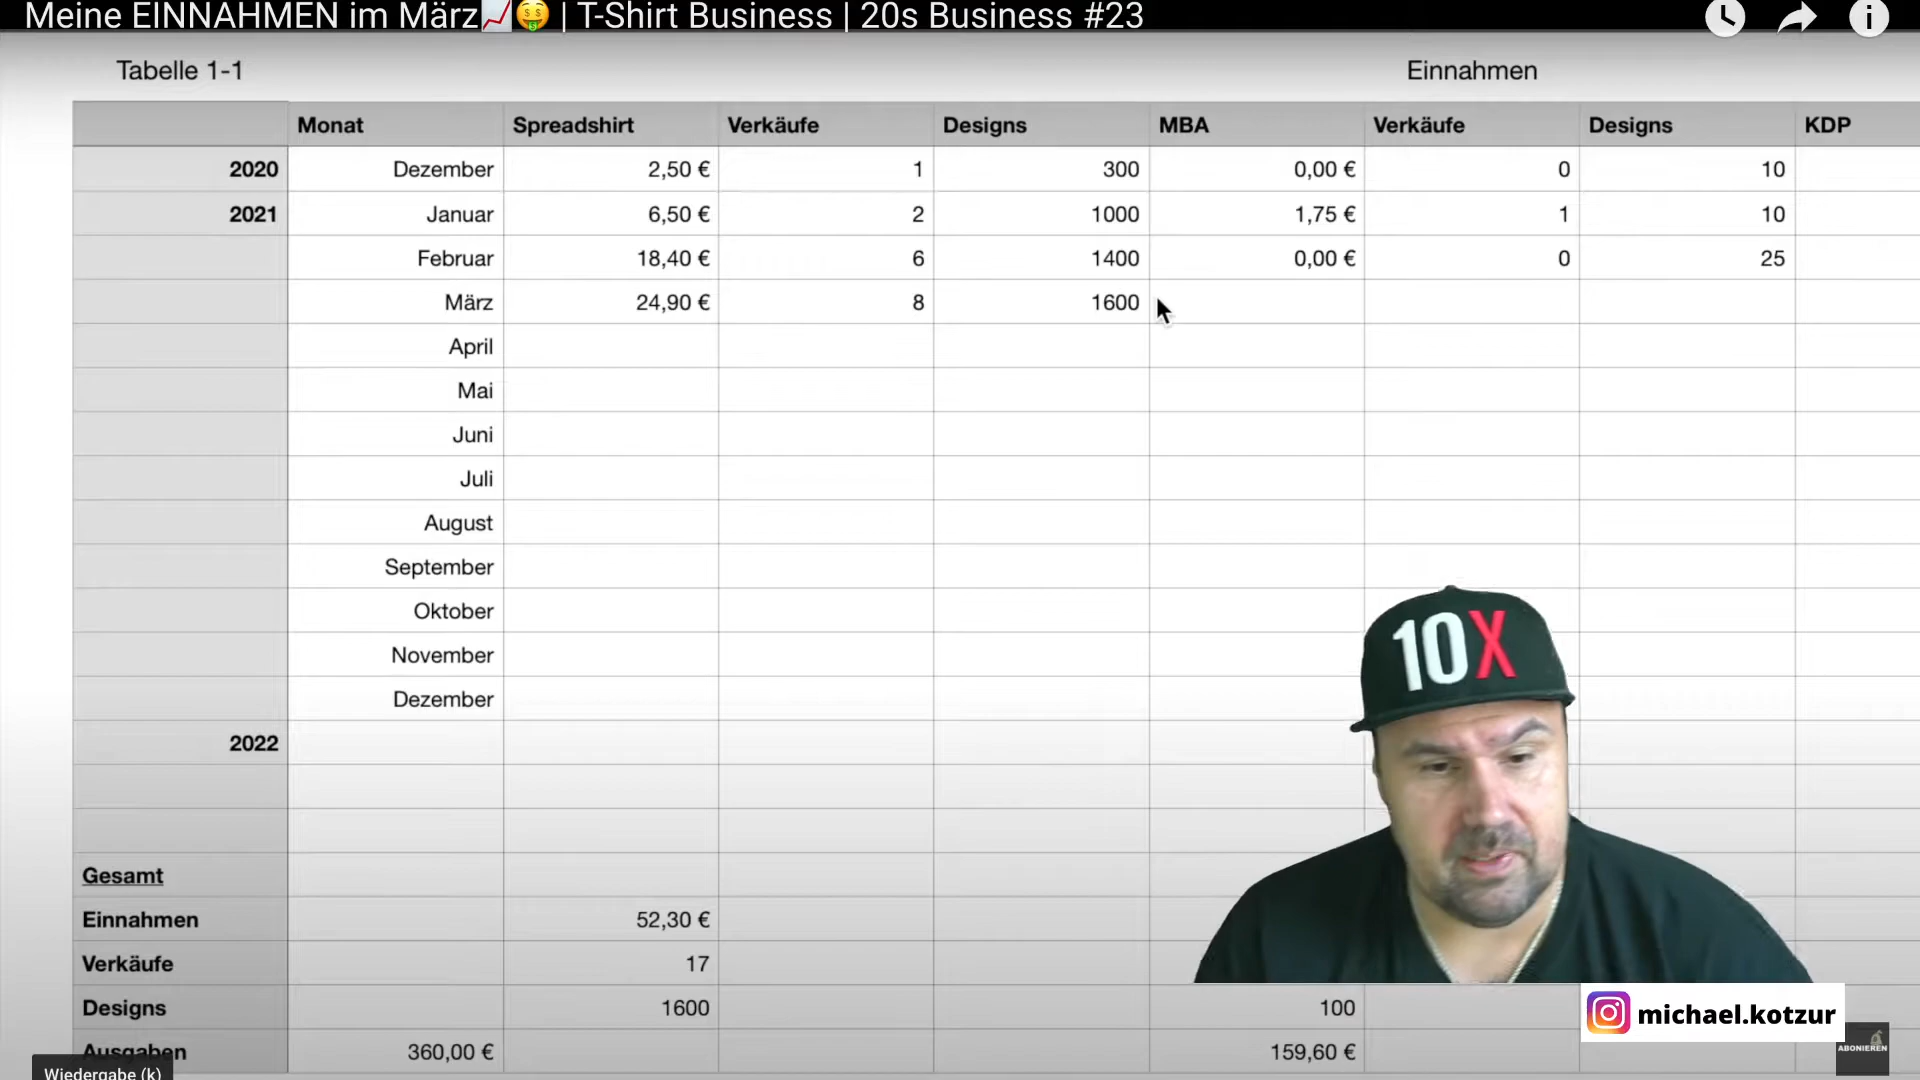 Meine EINNAHMEN im März📈🤑 | T-Shirt Business | 20s Business #23
Tabelle 1-1
Einnahmen
Monat Spreadshirt Verkäufe Designs MBA Verkäufe Designs KDP
2020 Dezember 2,50 € 1 300 0,00 € 0 10
2021 Januar 6,50 € 2 1000 1,75 € 1 10
Februar 18,40 € 6 1400 0,00 € 0 25
März 24,90 € 8 1600
April
Mai
Juni
Juli
August
September
Oktober
November
Dezember
2022
10X
Gesamt
Einnahmen 52,30 €
Verkäufe 17
Designs 1600 100
michael.kotzur
Ausgaben 360,00 € 159,60 €
ABONIEREN
Wiedergabe (k)